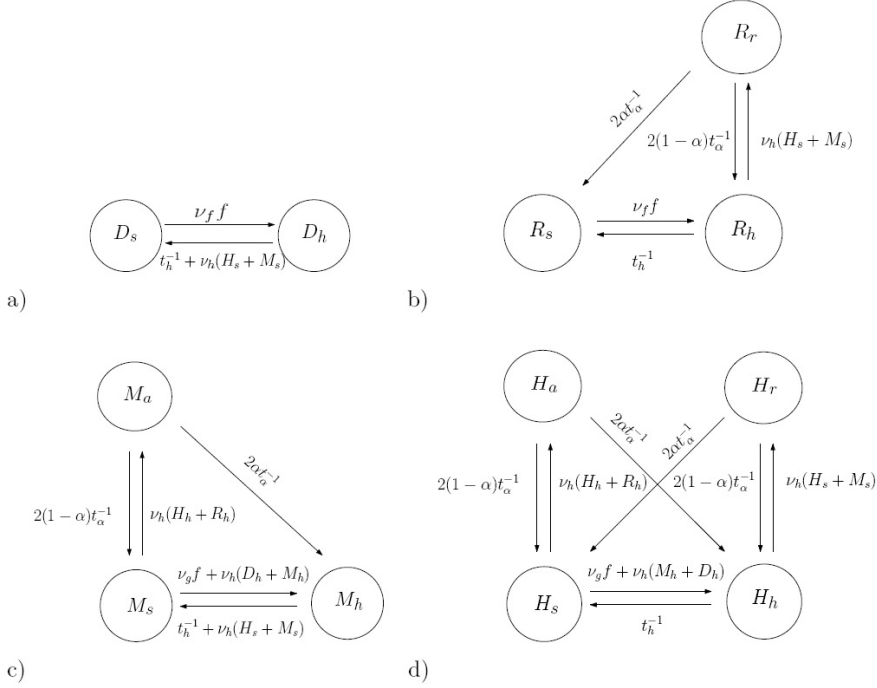 D_s
ν_f f
D_h
t_h^{-1} + ν_h(H_s + M_s)
a)
R_r
2αt_α^{-1}
2(1 − α)t_α^{-1}
ν_h(H_s + M_s)
R_s
ν_f f
R_h
t_h^{-1}
b)
M_a
2αt_α^{-1}
2(1 − α)t_α^{-1}
ν_h(H_h + R_h)
M_s
ν_g f + ν_h(D_h + M_h)
M_h
t_h^{-1} + ν_h(H_s + M_s)
c)
H_a
H_r
2αt_α^{-1}
2αt_α^{-1}
2(1 − α)t_α^{-1}
ν_h(H_h + R_h)
2(1 − α)t_α^{-1}
ν_h(H_s + M_s)
H_s
ν_g f + ν_h(M_h + D_h)
H_h
t_h^{-1}
d)